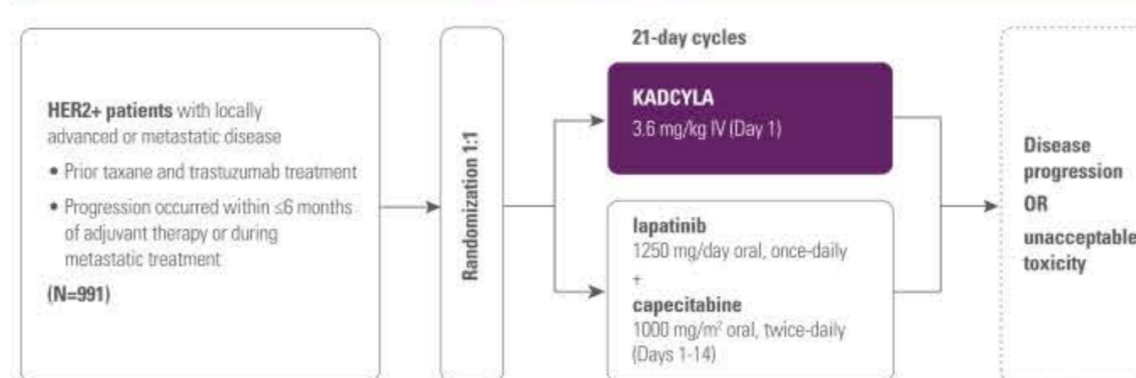 HER2+ patients with locally
advanced or metastatic disease
• Prior taxane and trastuzumab treatment
• Progression occurred within ≤6 months
of adjuvant therapy or during
metastatic treatment
(N=991)
Randomization 1:1
21-day cycles
KADCYLA
3.6 mg/kg IV (Day 1)
lapatinib
1250 mg/day oral, once-daily
+
capecitabine
1000 mg/m² oral, twice-daily
(Days 1-14)
Disease
progression
OR
unacceptable
toxicity